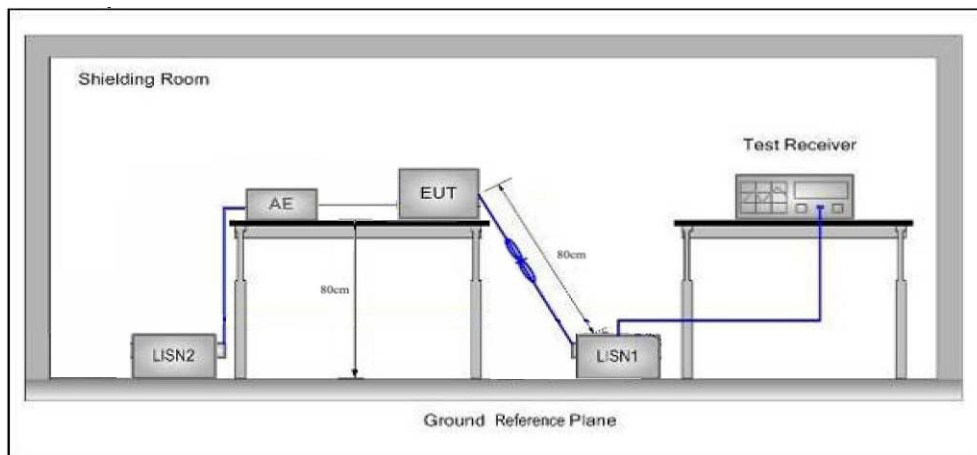 Shielding Room
Test Receiver
EUT
AE
80cm
80cm
LISN2
LISN1
Ground Reference Plane